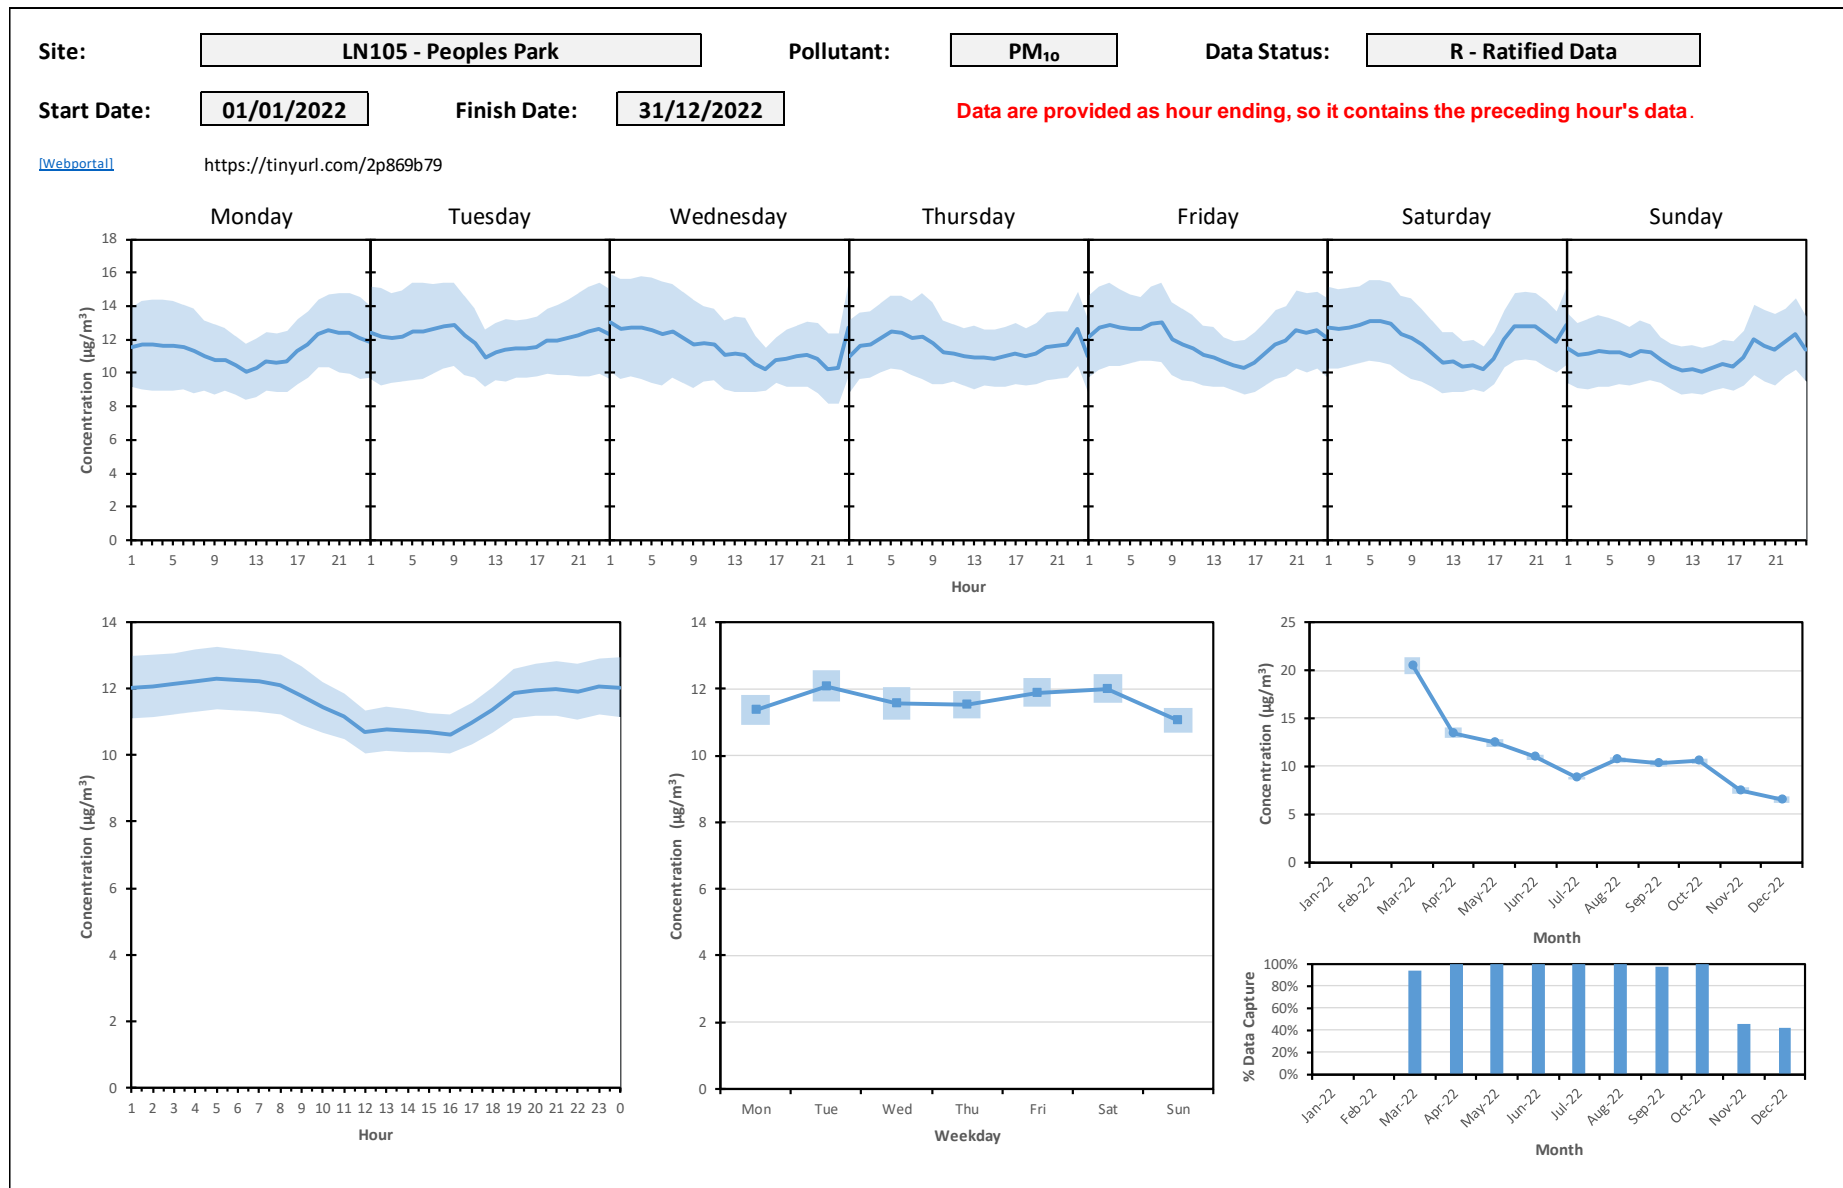 Site: LN105 - Peoples Park Pollutant: PM₁₀ Data Status: R - Ratified Data
Start Date: 01/01/2022 Finish Date: 31/12/2022 Data are provided as hour ending, so it contains the preceding hour's data.
[Webportal] https://tinyurl.com/2p869b79
Monday Tuesday Wednesday Thursday Friday Saturday Sunday
Concentration (µg/m³)
18
16
14
12
10
8
6
4
2
0
1 5 9 13 17 21 1 5 9 13 17 21 1 5 9 13 17 21 1 5 9 13 17 21 1 5 9 13 17 21 1 5 9 13 17 21 1 5 9 13 17 21
Hour
Concentration (µg/m³)
14
12
10
8
6
4
2
0
1 2 3 4 5 6 7 8 9 10 11 12 13 14 15 16 17 18 19 20 21 22 23 0
Hour
Concentration (µg/m³)
14
12
10
8
6
4
2
0
Mon Tue Wed Thu Fri Sat Sun
Weekday
Concentration (µg/m³)
25
20
15
10
5
0
Jan-22 Feb-22 Mar-22 Apr-22 May-22 Jun-22 Jul-22 Aug-22 Sep-22 Oct-22 Nov-22 Dec-22
Month
% Data Capture
100%
80%
60%
40%
20%
0%
Jan-22 Feb-22 Mar-22 Apr-22 May-22 Jun-22 Jul-22 Aug-22 Sep-22 Oct-22 Nov-22 Dec-22
Month